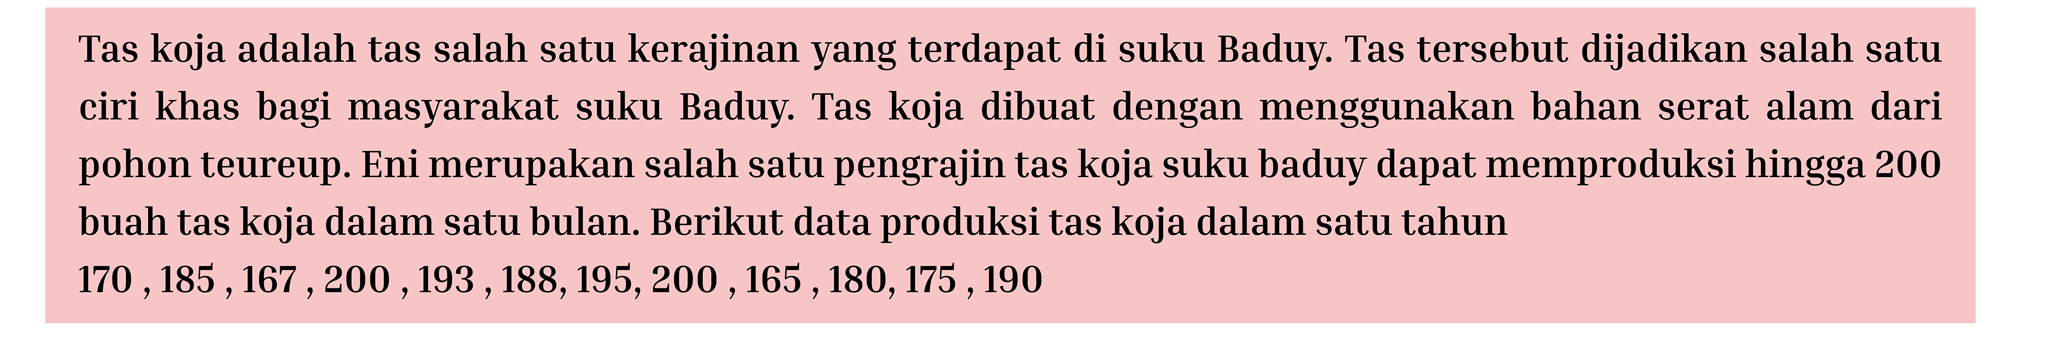 Tas koja adalah tas salah satu kerajinan yang terdapat di suku Baduy. Tas tersebut dijadikan salah satu
ciri khas bagi masyarakat suku Baduy. Tas koja dibuat dengan menggunakan bahan serat alam dari
pohon teureup. Eni merupakan salah satu pengrajin tas koja suku baduy dapat memproduksi hingga 200
buah tas koja dalam satu bulan. Berikut data produksi tas koja dalam satu tahun
170 , 185 , 167 , 200 , 193 , 188, 195, 200 , 165 , 180, 175 , 190